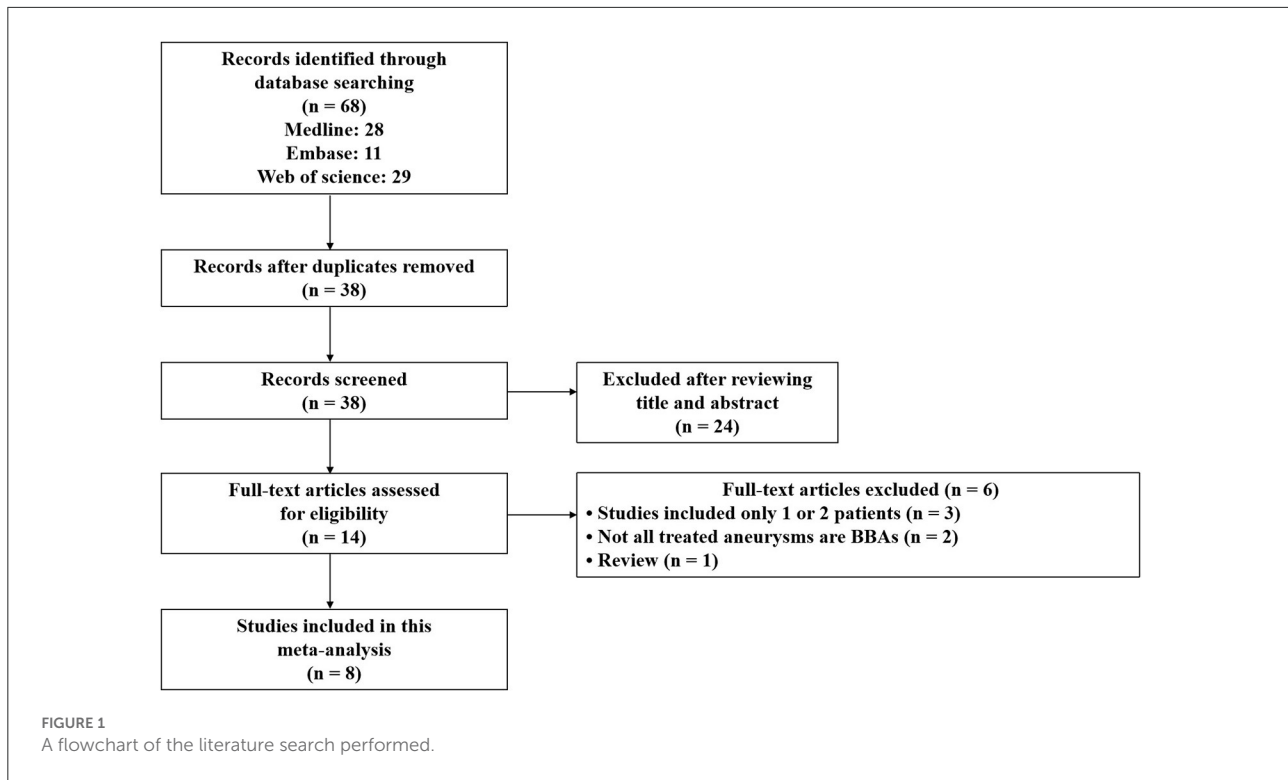 Records identified through
database searching
(n = 68)
Medline: 28
Embase: 11
Web of science: 29
Records after duplicates removed
(n = 38)
Records screened
(n = 38)
Excluded after reviewing
title and abstract
(n = 24)
Full-text articles assessed
for eligibility
(n = 14)
Full-text articles excluded (n = 6)
• Studies included only 1 or 2 patients (n = 3)
• Not all treated aneurysms are BBAs (n = 2)
• Review (n = 1)
Studies included in this
meta-analysis
(n = 8)
FIGURE 1
A flowchart of the literature search performed.